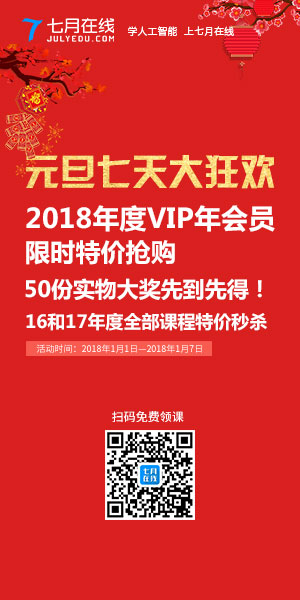 七月在线
JULYEDU.COM
学人工智能 上七月在线
元旦七天大狂欢
2018年度VIP年会员
限时特价抢购
50份实物大奖先到先得！
16和17年度全部课程特价秒杀
活动时间：2018年1月1日—2018年1月7日
扫码免费领课
七月
在线